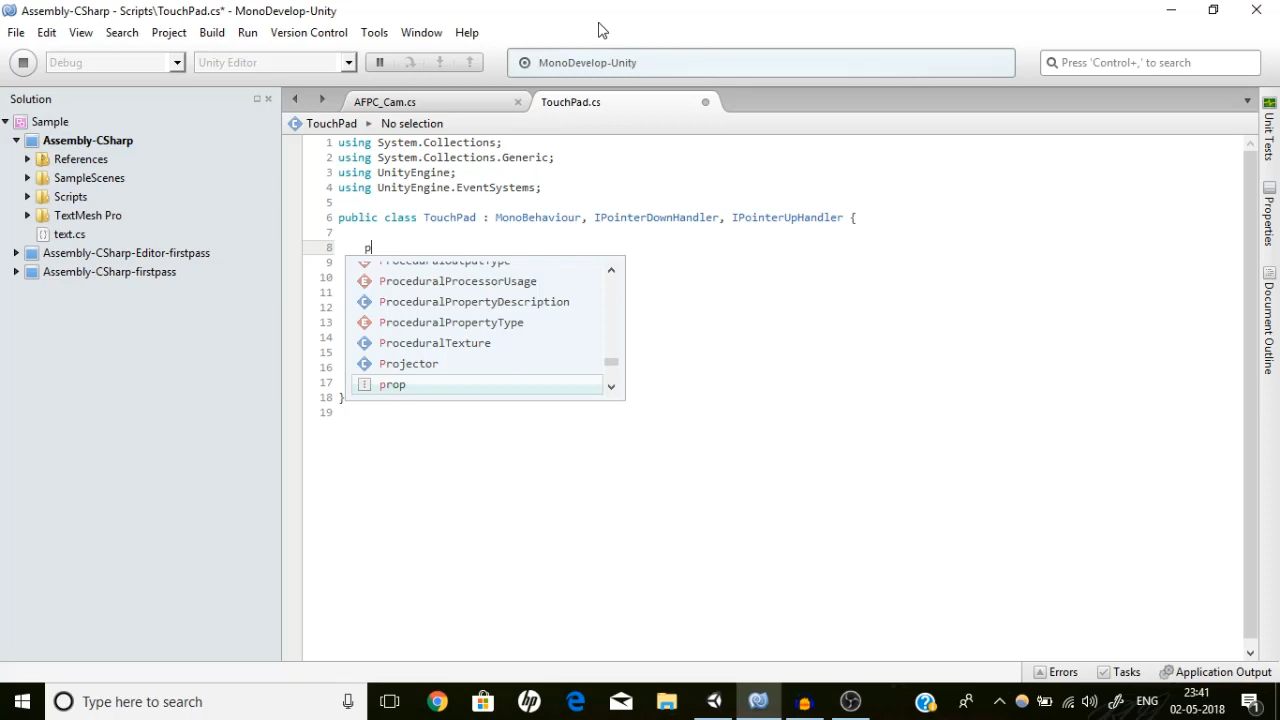 Assembly-CSharp - Scripts\TouchPad.cs* - MonoDevelop-Unity
File Edit View Search Project Build Run Version Control Tools Window Help
Debug Unity Editor MonoDevelop-Unity Press 'Control+,' to search
Solution
Sample
Assembly-CSharp
References
SampleScenes
Scripts
TextMesh Pro
text.cs
Assembly-CSharp-Editor-firstpass
Assembly-CSharp-firstpass
AFPC_Cam.cs TouchPad.cs
TouchPad No selection
1 using System.Collections;
2 using System.Collections.Generic;
3 using UnityEngine;
4 using UnityEngine.EventSystems;
5
6 public class TouchPad : MonoBehaviour, IPointerDownHandler, IPointerUpHandler {
7
8 p
9
10
11
12
13
14
15
16
17
18 }
19
ProceduralOutputType
ProceduralProcessorUsage
ProceduralPropertyDescription
ProceduralPropertyType
ProceduralTexture
Projector
prop
Unit Tests
Properties
Document Outline
Errors Tasks Application Output
Type here to search
ENG
23:41
02-05-2018
1